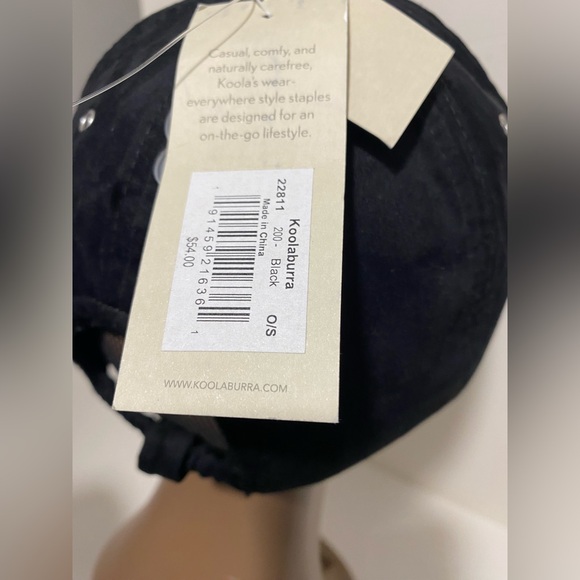 Casual, comfy, and
naturally carefree,
Koola's wear-
everywhere style staples
are designed for an
on-the-go lifestyle.
Koolaburra O/S
22811 200 - Black
Made in China
1 91459 21636 1
$54.00
WWW.KOOLABURRA.COM